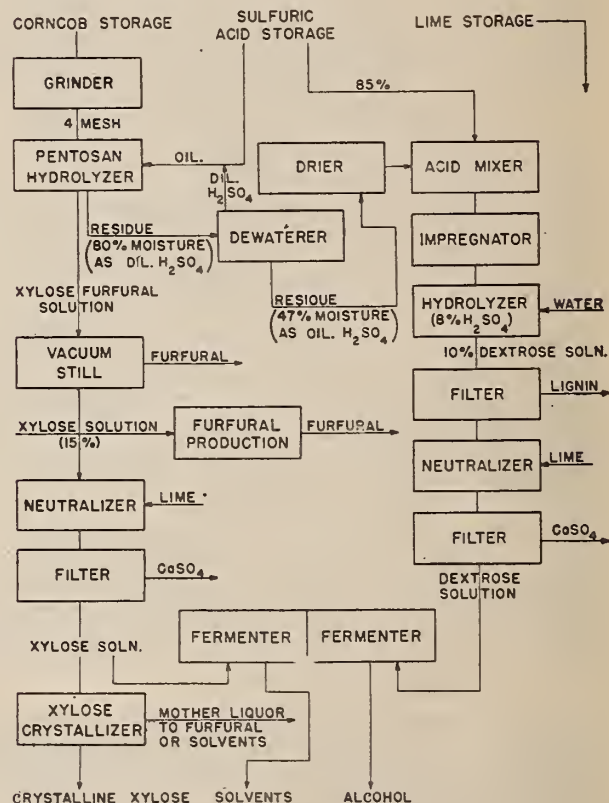 CORNCOB STORAGE
SULFURIC
ACID STORAGE
LIME STORAGE
GRINDER
85%
4 MESH
PENTOSAN
HYDROLYZER
OIL.
DIL.
H2SO4
DRIER
ACID MIXER
RESIDUE
(80% MOISTURE
AS DIL. H2SO4)
DEWATERER
IMPREGNATOR
XYLOSE FURFURAL
SOLUTION
RESIDUE
(47% MOISTURE
AS OIL. H2SO4)
HYDROLYZER
(8% H2SO4)
WATER
10% DEXTROSE SOLN.
VACUUM
STILL
FURFURAL
FILTER
LIGNIN
XYLOSE SOLUTION
(15%)
FURFURAL
PRODUCTION
FURFURAL
NEUTRALIZER
LIME
NEUTRALIZER
LIME
FILTER
CaSO4
FILTER
CaSO4
DEXTROSE
SOLUTION
XYLOSE SOLN.
FERMENTER
FERMENTER
XYLOSE
CRYSTALLIZER
MOTHER LIQUOR
TO FURFURAL
OR SOLVENTS
CRYSTALLINE XYLOSE
SOLVENTS
ALCOHOL